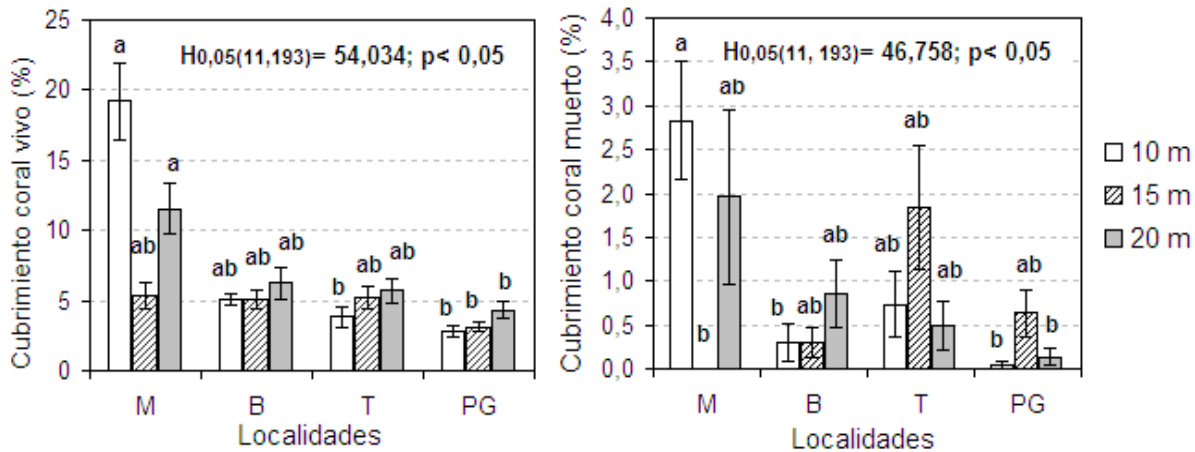 Cubrimiento coral vivo (%)
25
20
15
10
5
0
H0,05(11,193)= 54,034; p< 0,05
a
ab
a
ab
ab
ab
b
ab
ab
b
b
b
M
B
T
PG
Localidades
Cubrimiento coral muerto (%)
4,0
3,5
3,0
2,5
2,0
1,5
1,0
0,5
0,0
H0,05(11, 193)= 46,758; p< 0,05
a
b
ab
b
ab
ab
ab
ab
ab
b
ab
b
M
B
T
PG
Localidades
10 m
15 m
20 m